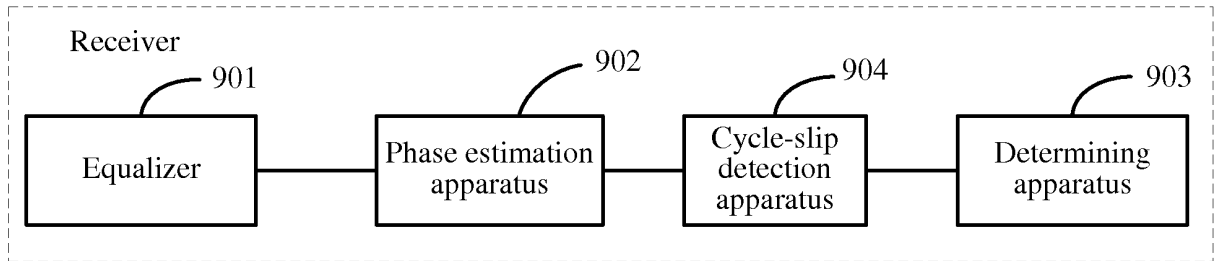 Receiver
901
902
904
903
Equalizer
Phase estimation
apparatus
Cycle-slip
detection
apparatus
Determining
apparatus